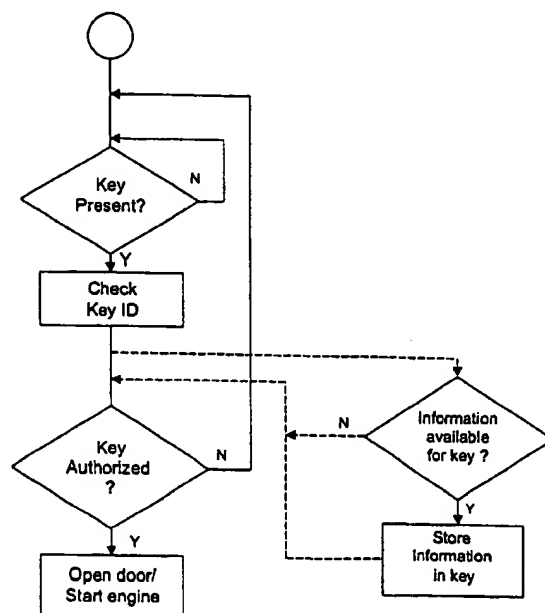 Key
Present?
N
Y
Check
Key ID
Key
Authorized
?
N
Y
Open door/
Start engine
Information
available
for key ?
N
Y
Store
Information
in key